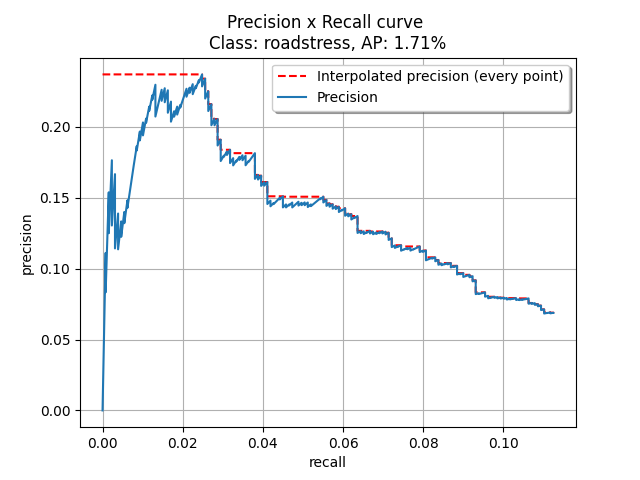 Precision x Recall curve
Class: roadstress, AP: 1.71%
Interpolated precision (every point)
Precision
0.20
0.15
0.10
0.05
0.00
precision
0.00 0.02 0.04 0.06 0.08 0.10
recall